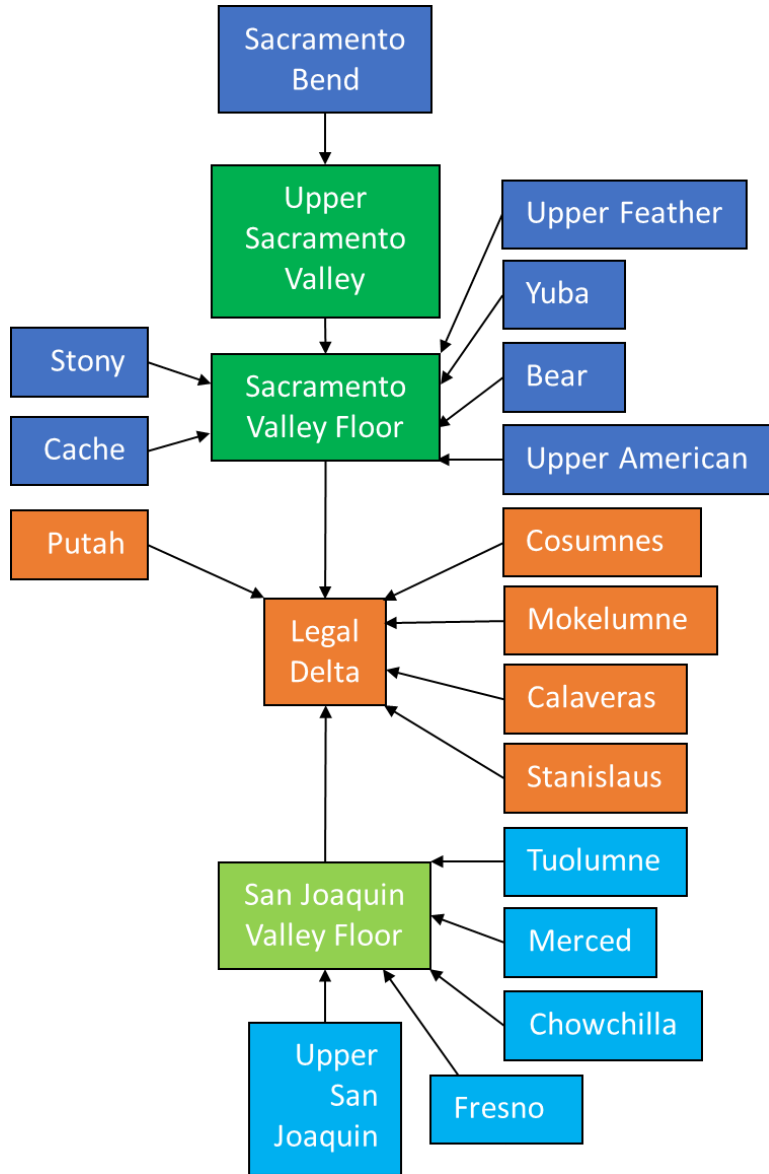 Sacramento
Bend
Upper
Sacramento
Valley
Upper Feather
Yuba
Stony
Sacramento
Valley Floor
Bear
Cache
Upper American
Putah
Cosumnes
Legal
Delta
Mokelumne
Calaveras
Stanislaus
Tuolumne
San Joaquin
Valley Floor
Merced
Chowchilla
Upper
San
Joaquin
Fresno